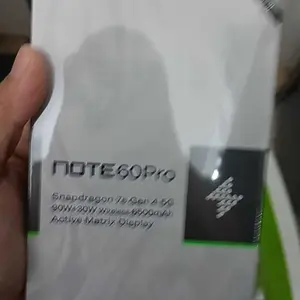 NOTE60Pro
Snapdragon 7s Gen 4 5G
90W+30W Wireless 6500mAh
Active Matrix Display